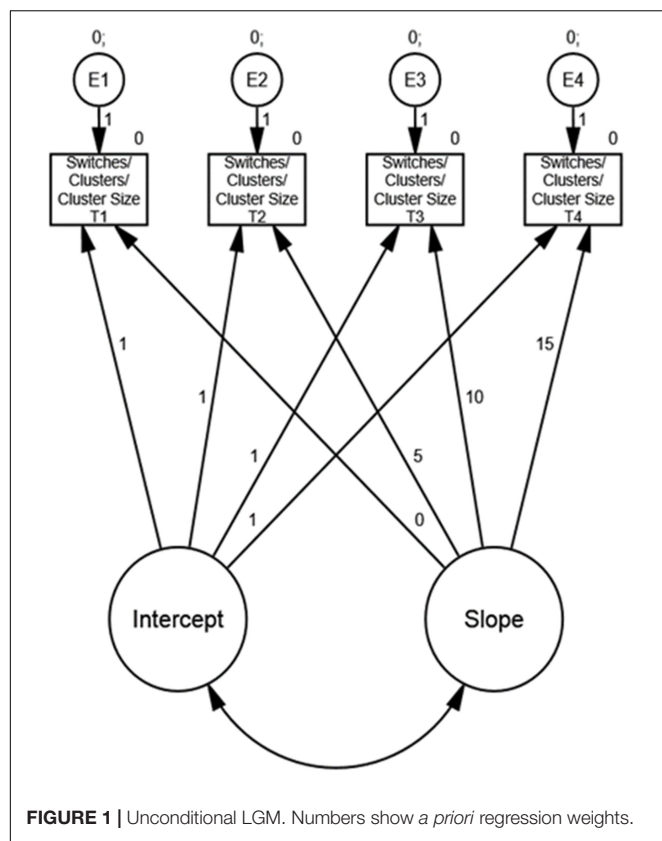 0; 0; 0; 0;
E1 E2 E3 E4
1 1 1 1
0 0 0 0
Switches/ Switches/ Switches/ Switches/
Clusters/ Clusters/ Clusters/ Clusters/
Cluster Size Cluster Size Cluster Size Cluster Size
T1 T2 T3 T4
1 15
1 10
1 5
1 0
Intercept Slope
FIGURE 1 | Unconditional LGM. Numbers show a priori regression weights.